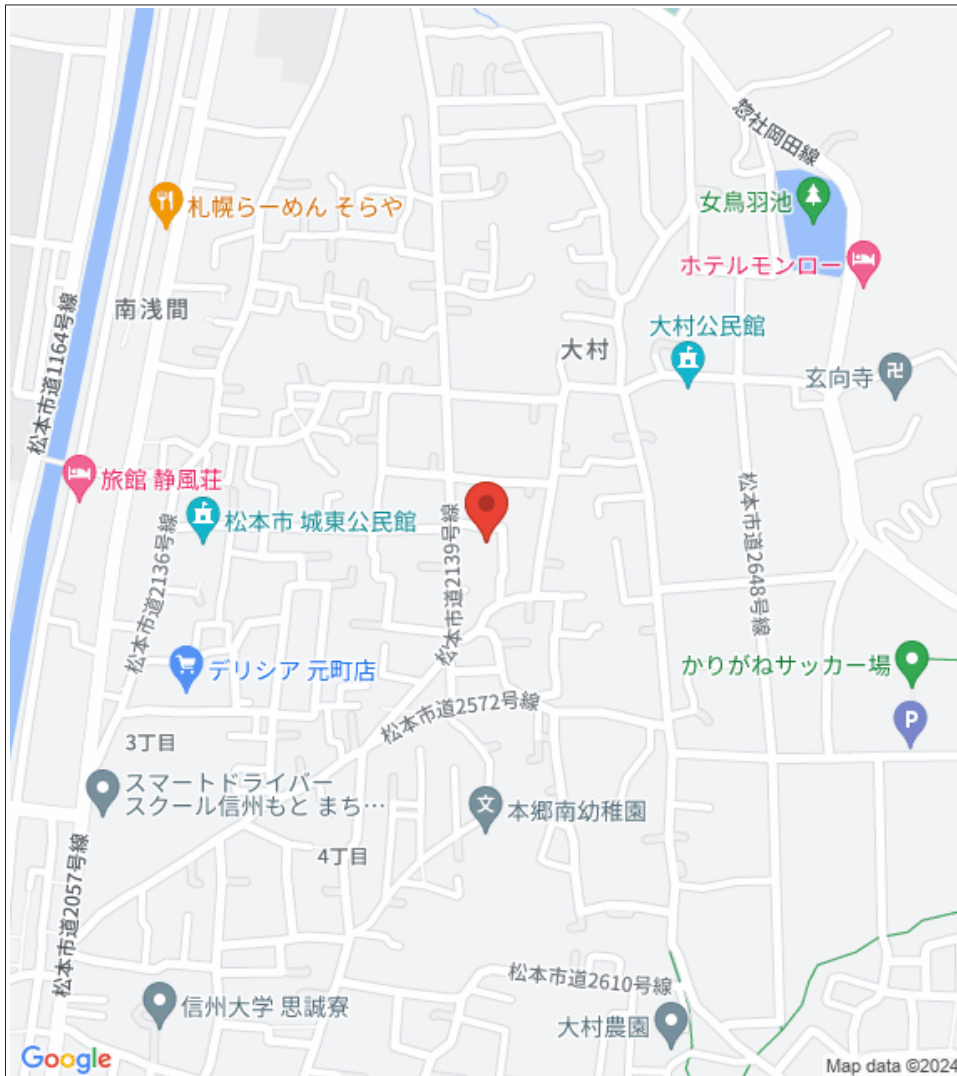 惣社岡田線
女鳥羽池
札幌らーめん そらや
ホテルモンロー
南浅間
松本市道1164号線
大村公民館
大村
玄向寺
旅館 静風荘
松本市 城東公民館
松本市道2136号線
松本市道2139号線
松本市道2648号線
デリシア 元町店
かりがねサッカー場
松本市道2572号線
P
3丁目
スマートドライバー
スクール信州もと まち…
文
本郷南幼稚園
4丁目
松本市道2057号線
松本市道2610号線
信州大学 思誠寮
大村農園
Google
Map data ©2024